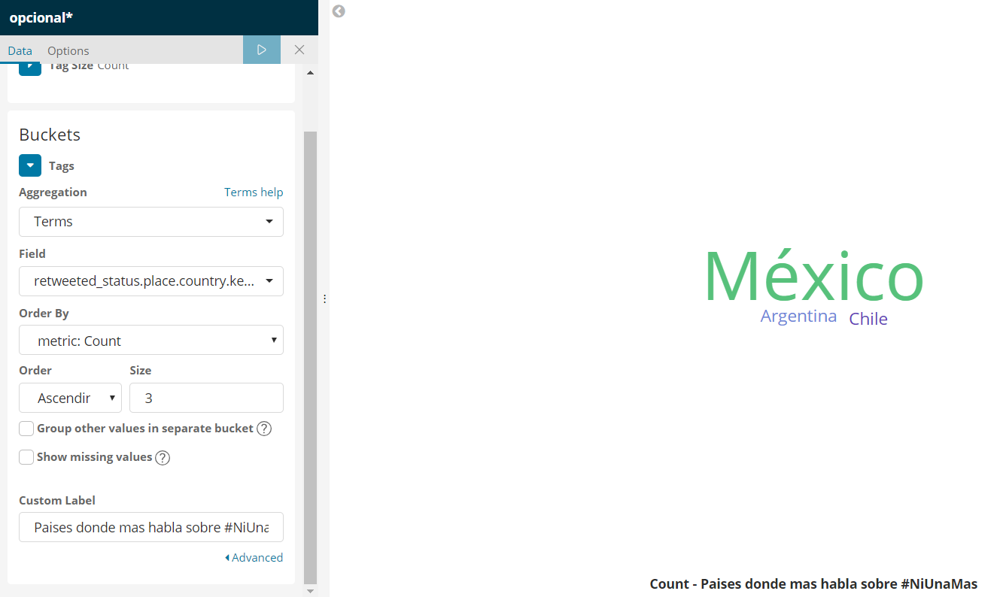 opcional*
Data Options
Tag Size Count
Buckets
Tags
Aggregation Terms help
Terms
Field
retweeted_status.place.country.ke...
Order By
metric: Count
Order Size
Ascendir 3
Group other values in separate bucket ?
Show missing values ?
Custom Label
Paises donde mas habla sobre #NiUna
Advanced
México
Argentina Chile
Count - Paises donde mas habla sobre #NiUnaMas